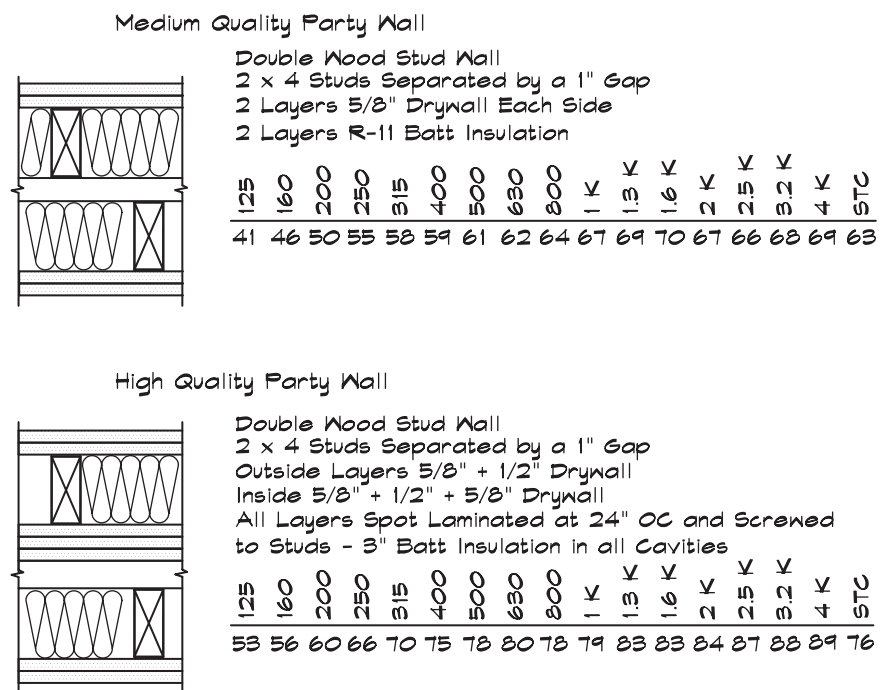 Medium Quality Party Wall
Double Wood Stud Wall
2 x 4 Studs Separated by a 1" Gap
2 Layers 5/8" Drywall Each Side
2 Layers R-11 Batt Insulation
125 160 200 250 315 400 500 630 800 1 K 1.3 K 1.6 K 2 K 2.5 K 3.2 K 4 K STC
41 46 50 55 58 59 61 62 64 67 69 70 67 66 68 69 63
High Quality Party Wall
Double Wood Stud Wall
2 x 4 Studs Separated by a 1" Gap
Outside Layers 5/8" + 1/2" Drywall
Inside 5/8" + 1/2" + 5/8" Drywall
All Layers Spot Laminated at 24" OC and Screwed
to Studs - 3" Batt Insulation in all Cavities
125 160 200 250 315 400 500 630 800 1 K 1.3 K 1.6 K 2 K 2.5 K 3.2 K 4 K STC
53 56 60 66 70 75 78 80 78 79 83 83 84 87 88 89 76